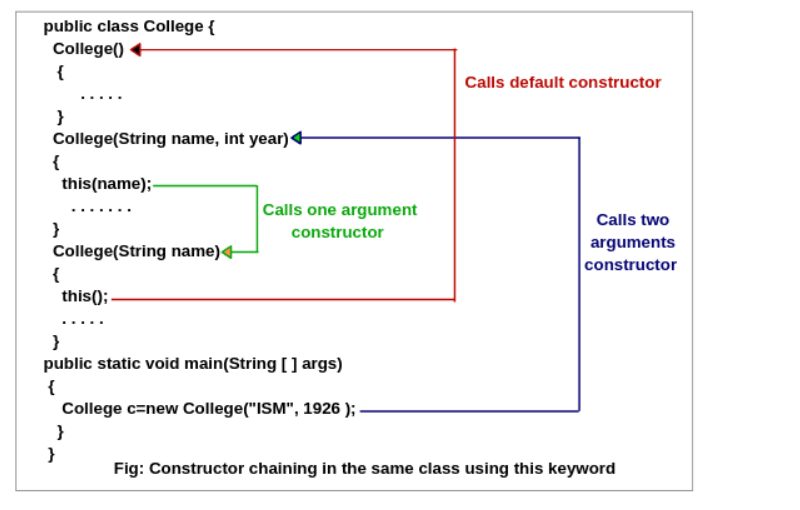 public class College {
College()
{
. . . . .
Calls default constructor
}
College(String name, int year)
{
this(name);
. . . . . . .
Calls one argument
constructor
}
College(String name)
Calls two
arguments
constructor
{
this();
. . . . .
}
public static void main(String [ ] args)
{
College c=new College("ISM", 1926 );
}
}
Fig: Constructor chaining in the same class using this keyword